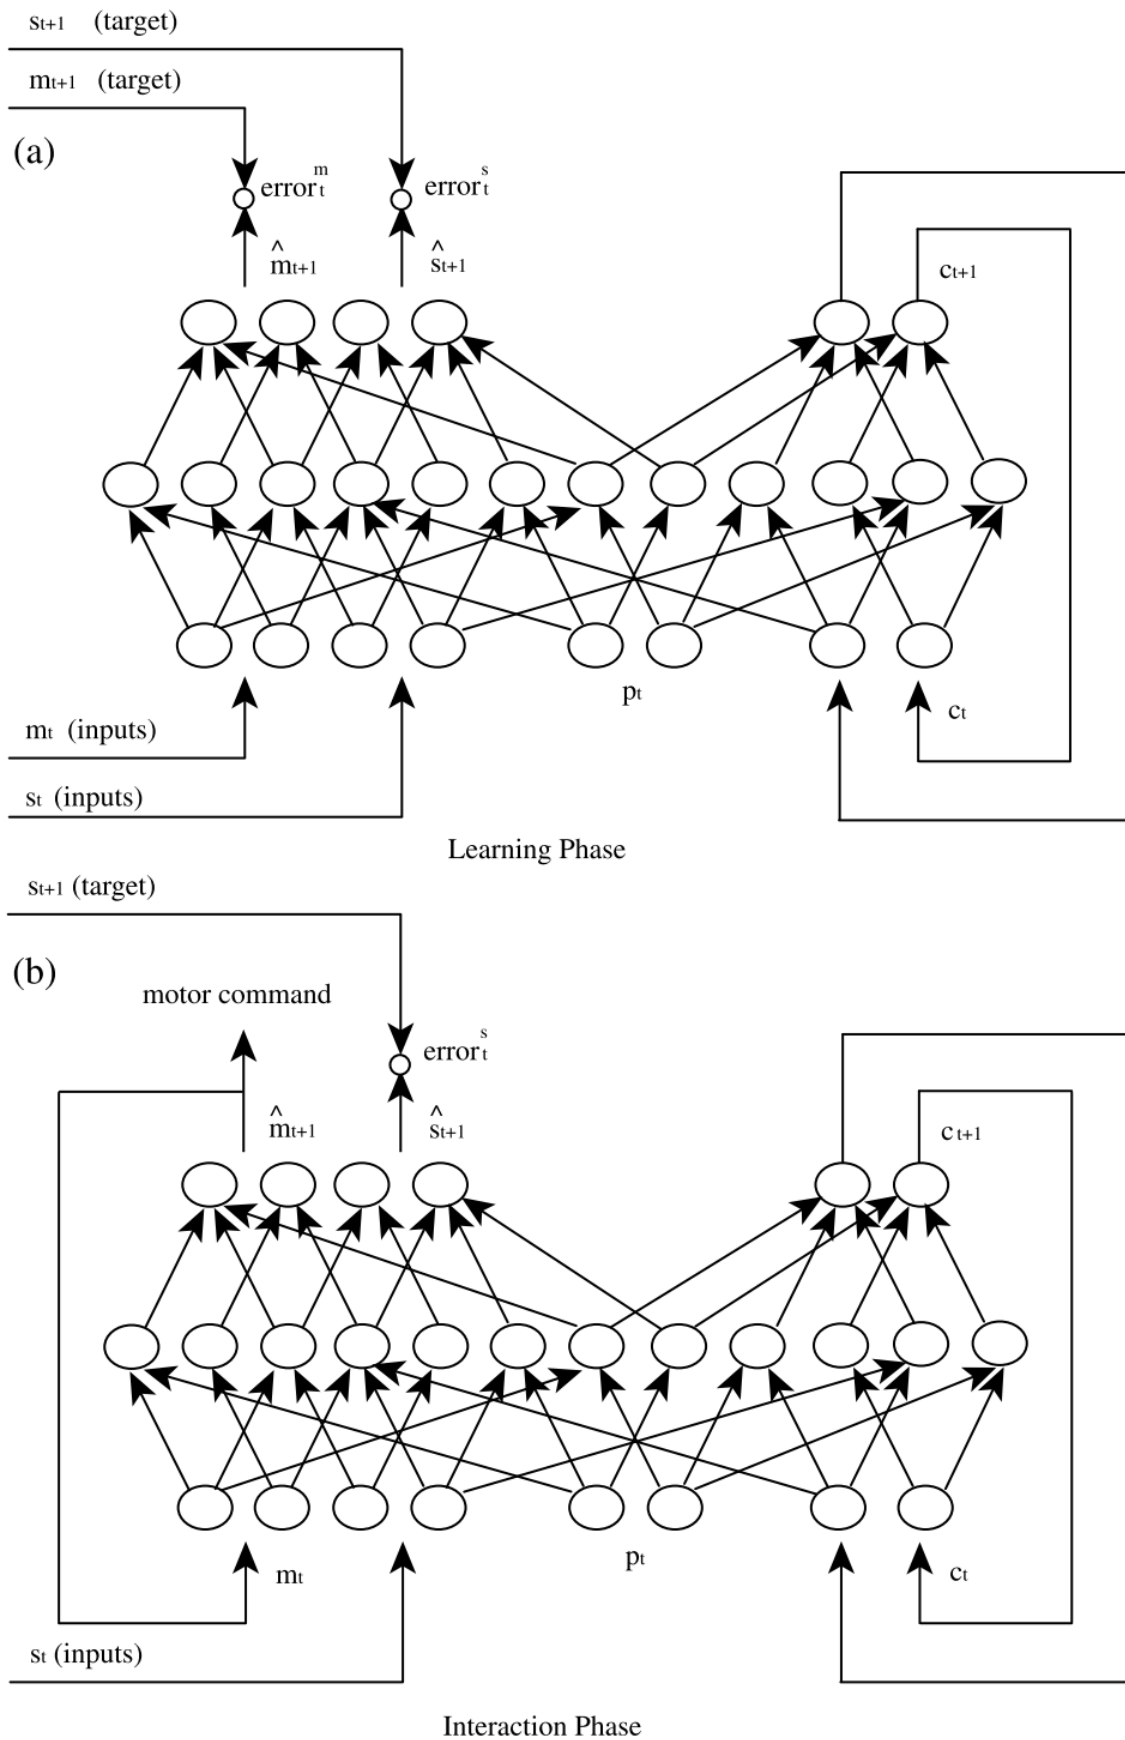 st+1 (target)
mt+1 (target)
(a)
error m t
error s t
^ mt+1
^ st+1
ct+1
pt
ct
mt (inputs)
st (inputs)
Learning Phase
st+1 (target)
(b)
motor command
error s t
^ mt+1
^ st+1
c t+1
pt
mt
ct
st (inputs)
Interaction Phase